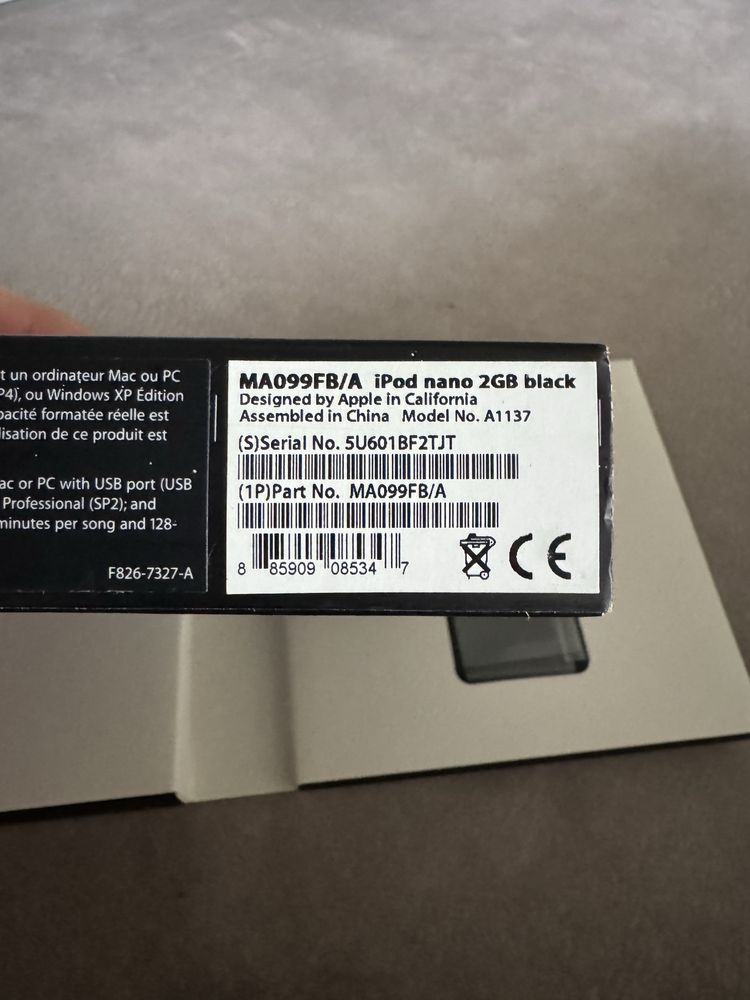 t un ordinateur Mac ou PC
P4), ou Windows XP Édition
pacité formatée réelle est
lisation de ce produit est
ac or PC with USB port (USB
Professional (SP2); and
minutes per song and 128-
F826-7327-A
MA099FB/A iPod nano 2GB black
Designed by Apple in California
Assembled in China Model No. A1137
(S)Serial No. 5U601BF2TJT
(1P)Part No. MA099FB/A
8 85909 08534 7
CE